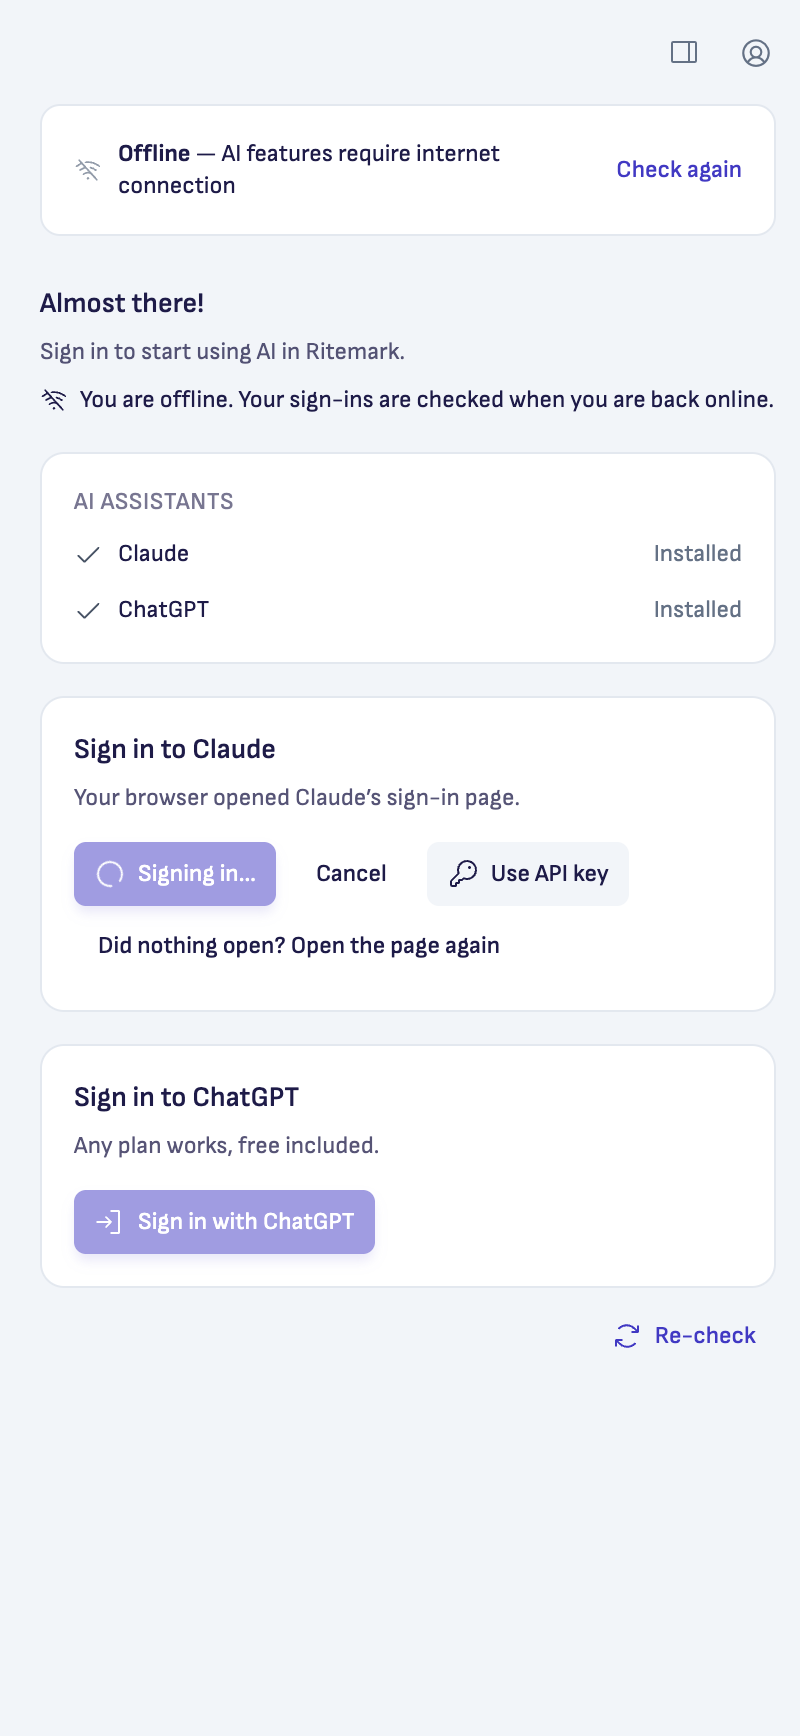 Offline — AI features require internet
connection
Check again
Almost there!
Sign in to start using AI in Ritemark.
You are offline. Your sign-ins are checked when you are back online.
AI ASSISTANTS
Claude Installed
ChatGPT Installed
Sign in to Claude
Your browser opened Claude’s sign-in page.
Signing in... Cancel Use API key
Did nothing open? Open the page again
Sign in to ChatGPT
Any plan works, free included.
Sign in with ChatGPT
Re-check